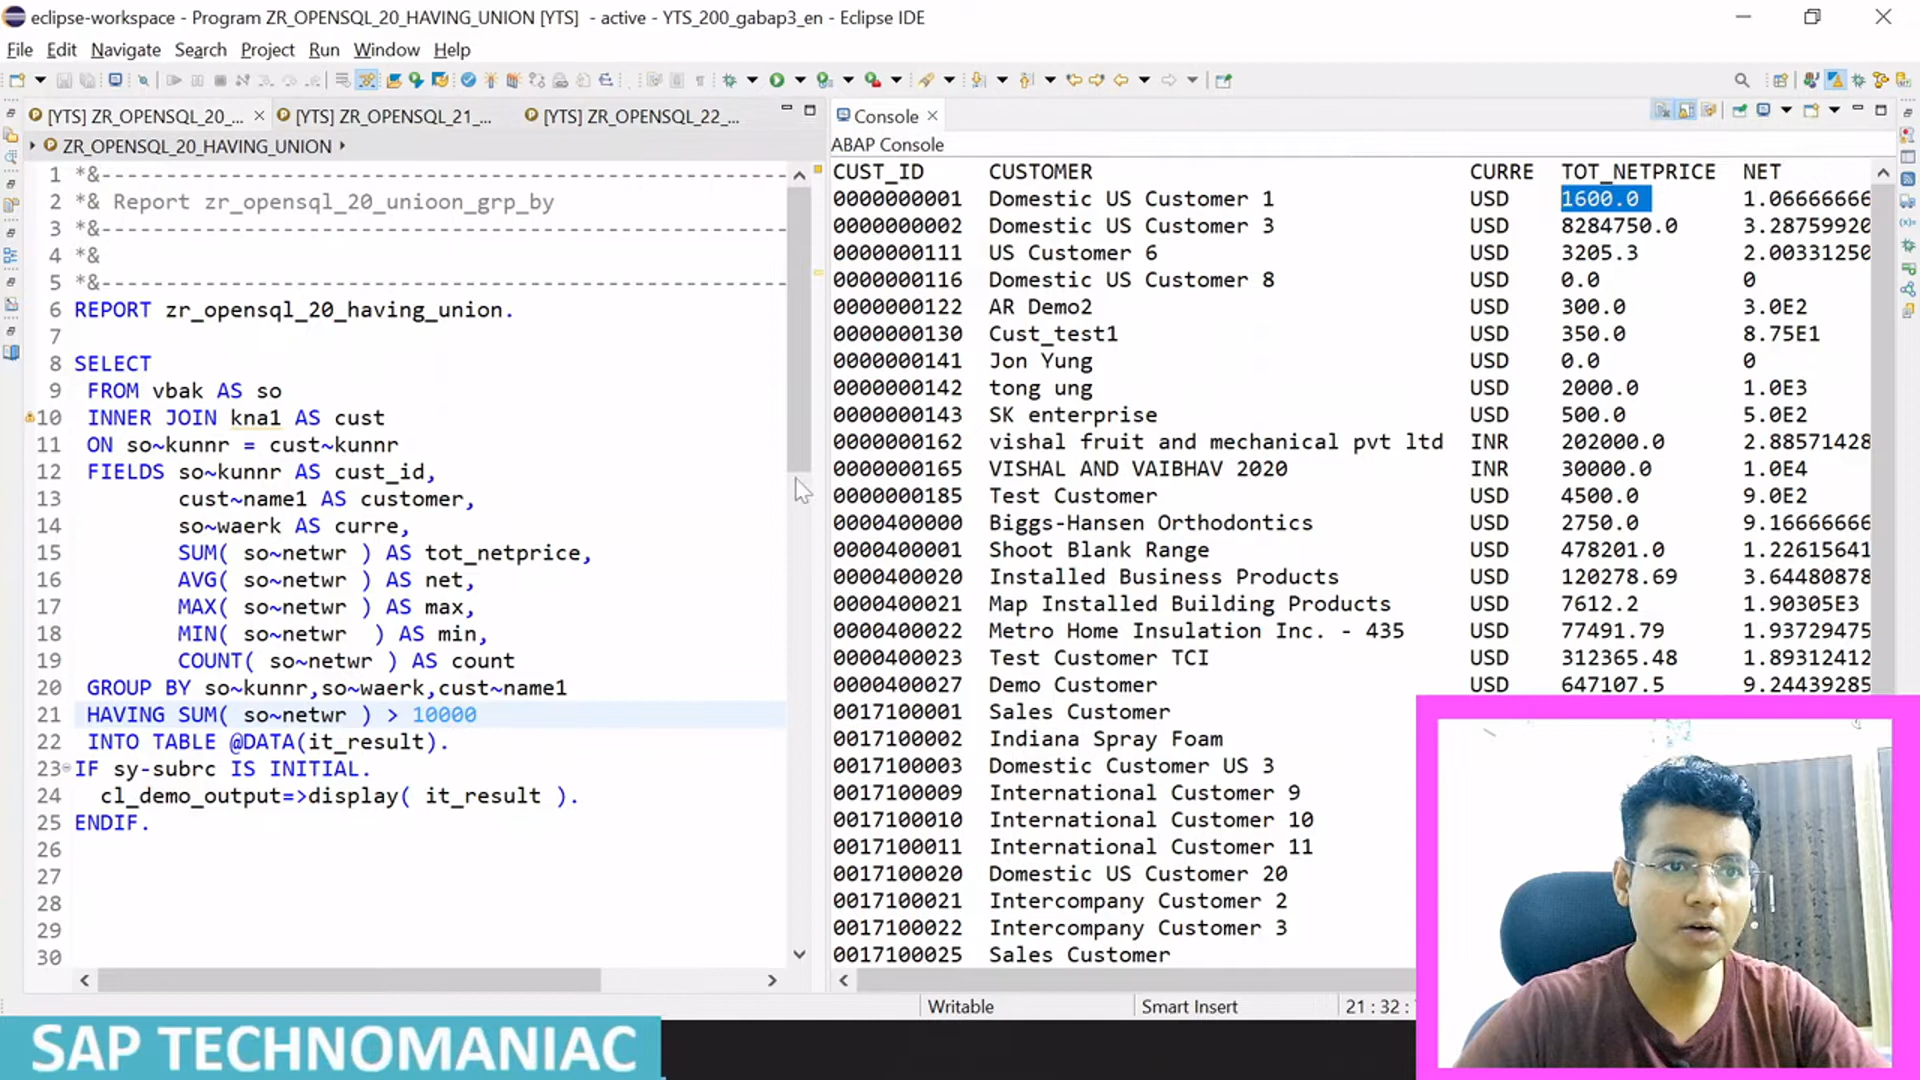 eclipse-workspace - Program ZR_OPENSQL_20_HAVING_UNION [YTS]  - active - YTS_200_gabap3_en - Eclipse IDE
File Edit Navigate Search Project Run Window Help
[YTS] ZR_OPENSQL_20_...
[YTS] ZR_OPENSQL_21_...
[YTS] ZR_OPENSQL_22_...
ZR_OPENSQL_20_HAVING_UNION
1 *&---------------------------------------------------------------------
2 *& Report zr_opensql_20_unioon_grp_by
3 *&---------------------------------------------------------------------
4 *&
5 *&---------------------------------------------------------------------
6 REPORT zr_opensql_20_having_union.
7
8 SELECT
9 FROM vbak AS so
10 INNER JOIN kna1 AS cust
11 ON so~kunnr = cust~kunnr
12 FIELDS so~kunnr AS cust_id,
13 cust~name1 AS customer,
14 so~waerk AS curre,
15 SUM( so~netwr ) AS tot_netprice,
16 AVG( so~netwr ) AS net,
17 MAX( so~netwr ) AS max,
18 MIN( so~netwr  ) AS min,
19 COUNT( so~netwr ) AS count
20 GROUP BY so~kunnr,so~waerk,cust~name1
21 HAVING SUM( so~netwr ) > 10000
22 INTO TABLE @DATA(it_result).
23 IF sy-subrc IS INITIAL.
24 cl_demo_output=>display( it_result ).
25 ENDIF.
26
27
28
29
30
Console
ABAP Console
CUST_ID CUSTOMER CURRE TOT_NETPRICE NET
0000000001 Domestic US Customer 1 USD 1600.0 1.06666666
0000000002 Domestic US Customer 3 USD 8284750.0 3.28759920
0000000111 US Customer 6 USD 3205.3 2.00331250
0000000116 Domestic US Customer 8 USD 0.0 0
0000000122 AR Demo2 USD 300.0 3.0E2
0000000130 Cust_test1 USD 350.0 8.75E1
0000000141 Jon Yung USD 0.0 0
0000000142 tong ung USD 2000.0 1.0E3
0000000143 SK enterprise USD 500.0 5.0E2
0000000162 vishal fruit and mechanical pvt ltd INR 202000.0 2.88571428
0000000165 VISHAL AND VAIBHAV 2020 INR 30000.0 1.0E4
0000000185 Test Customer USD 4500.0 9.0E2
0000400000 Biggs-Hansen Orthodontics USD 2750.0 9.16666666
0000400001 Shoot Blank Range USD 478201.0 1.22615641
0000400020 Installed Business Products USD 120278.69 3.64480878
0000400021 Map Installed Building Products USD 7612.2 1.90305E3
0000400022 Metro Home Insulation Inc. - 435 USD 77491.79 1.93729475
0000400023 Test Customer TCI USD 312365.48 1.89312412
0000400027 Demo Customer USD 647107.5 9.24439285
0017100001 Sales Customer
0017100002 Indiana Spray Foam
0017100003 Domestic Customer US 3
0017100009 International Customer 9
0017100010 International Customer 10
0017100011 International Customer 11
0017100020 Domestic US Customer 20
0017100021 Intercompany Customer 2
0017100022 Intercompany Customer 3
0017100025 Sales Customer
Writable Smart Insert 21:32:
SAP TECHNOMANIAC